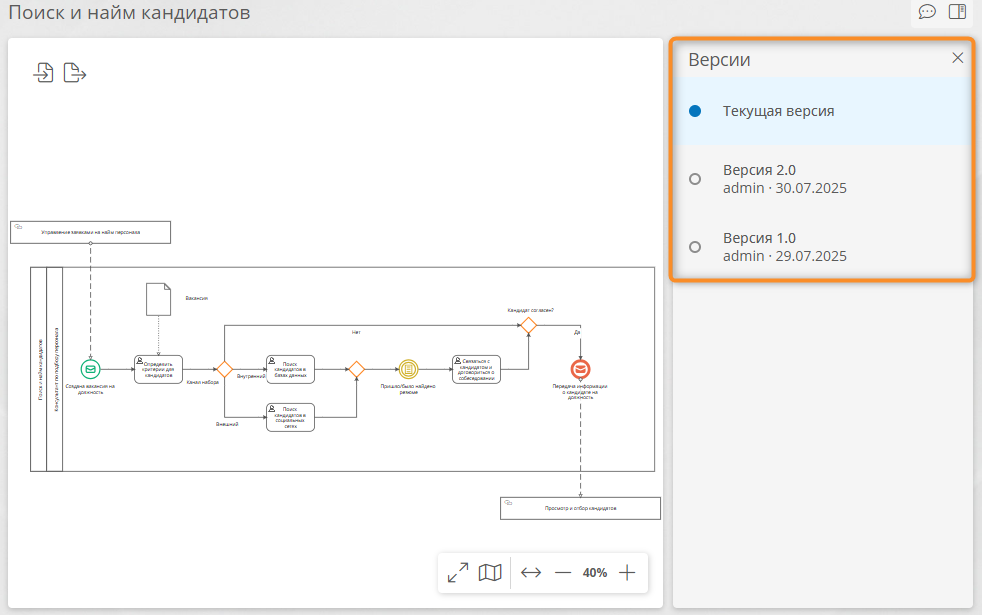 Поиск и найм кандидатов
Версии
Текущая версия
Версия 2.0
admin · 30.07.2025
Версия 1.0
admin · 29.07.2025
Управление заявками на наймы персонала
Поиск и найм кандидатов
Консультант по подбору персонала
Вакансия
Создана вакансия на
должность
Определить
критерии для
кандидатов
Канал набора
Внутренний
Внешний
Поиск
кандидатов в
базах данных
Поиск
кандидатов в
социальных
сетях
Нет
Пришло/было найдено
резюме
Связаться с
кандидатом и
договориться о
собеседовании
Кандидат согласен?
Да
Передача информации
о кандидате на
должность
Просмотр и отбор кандидатов
40%